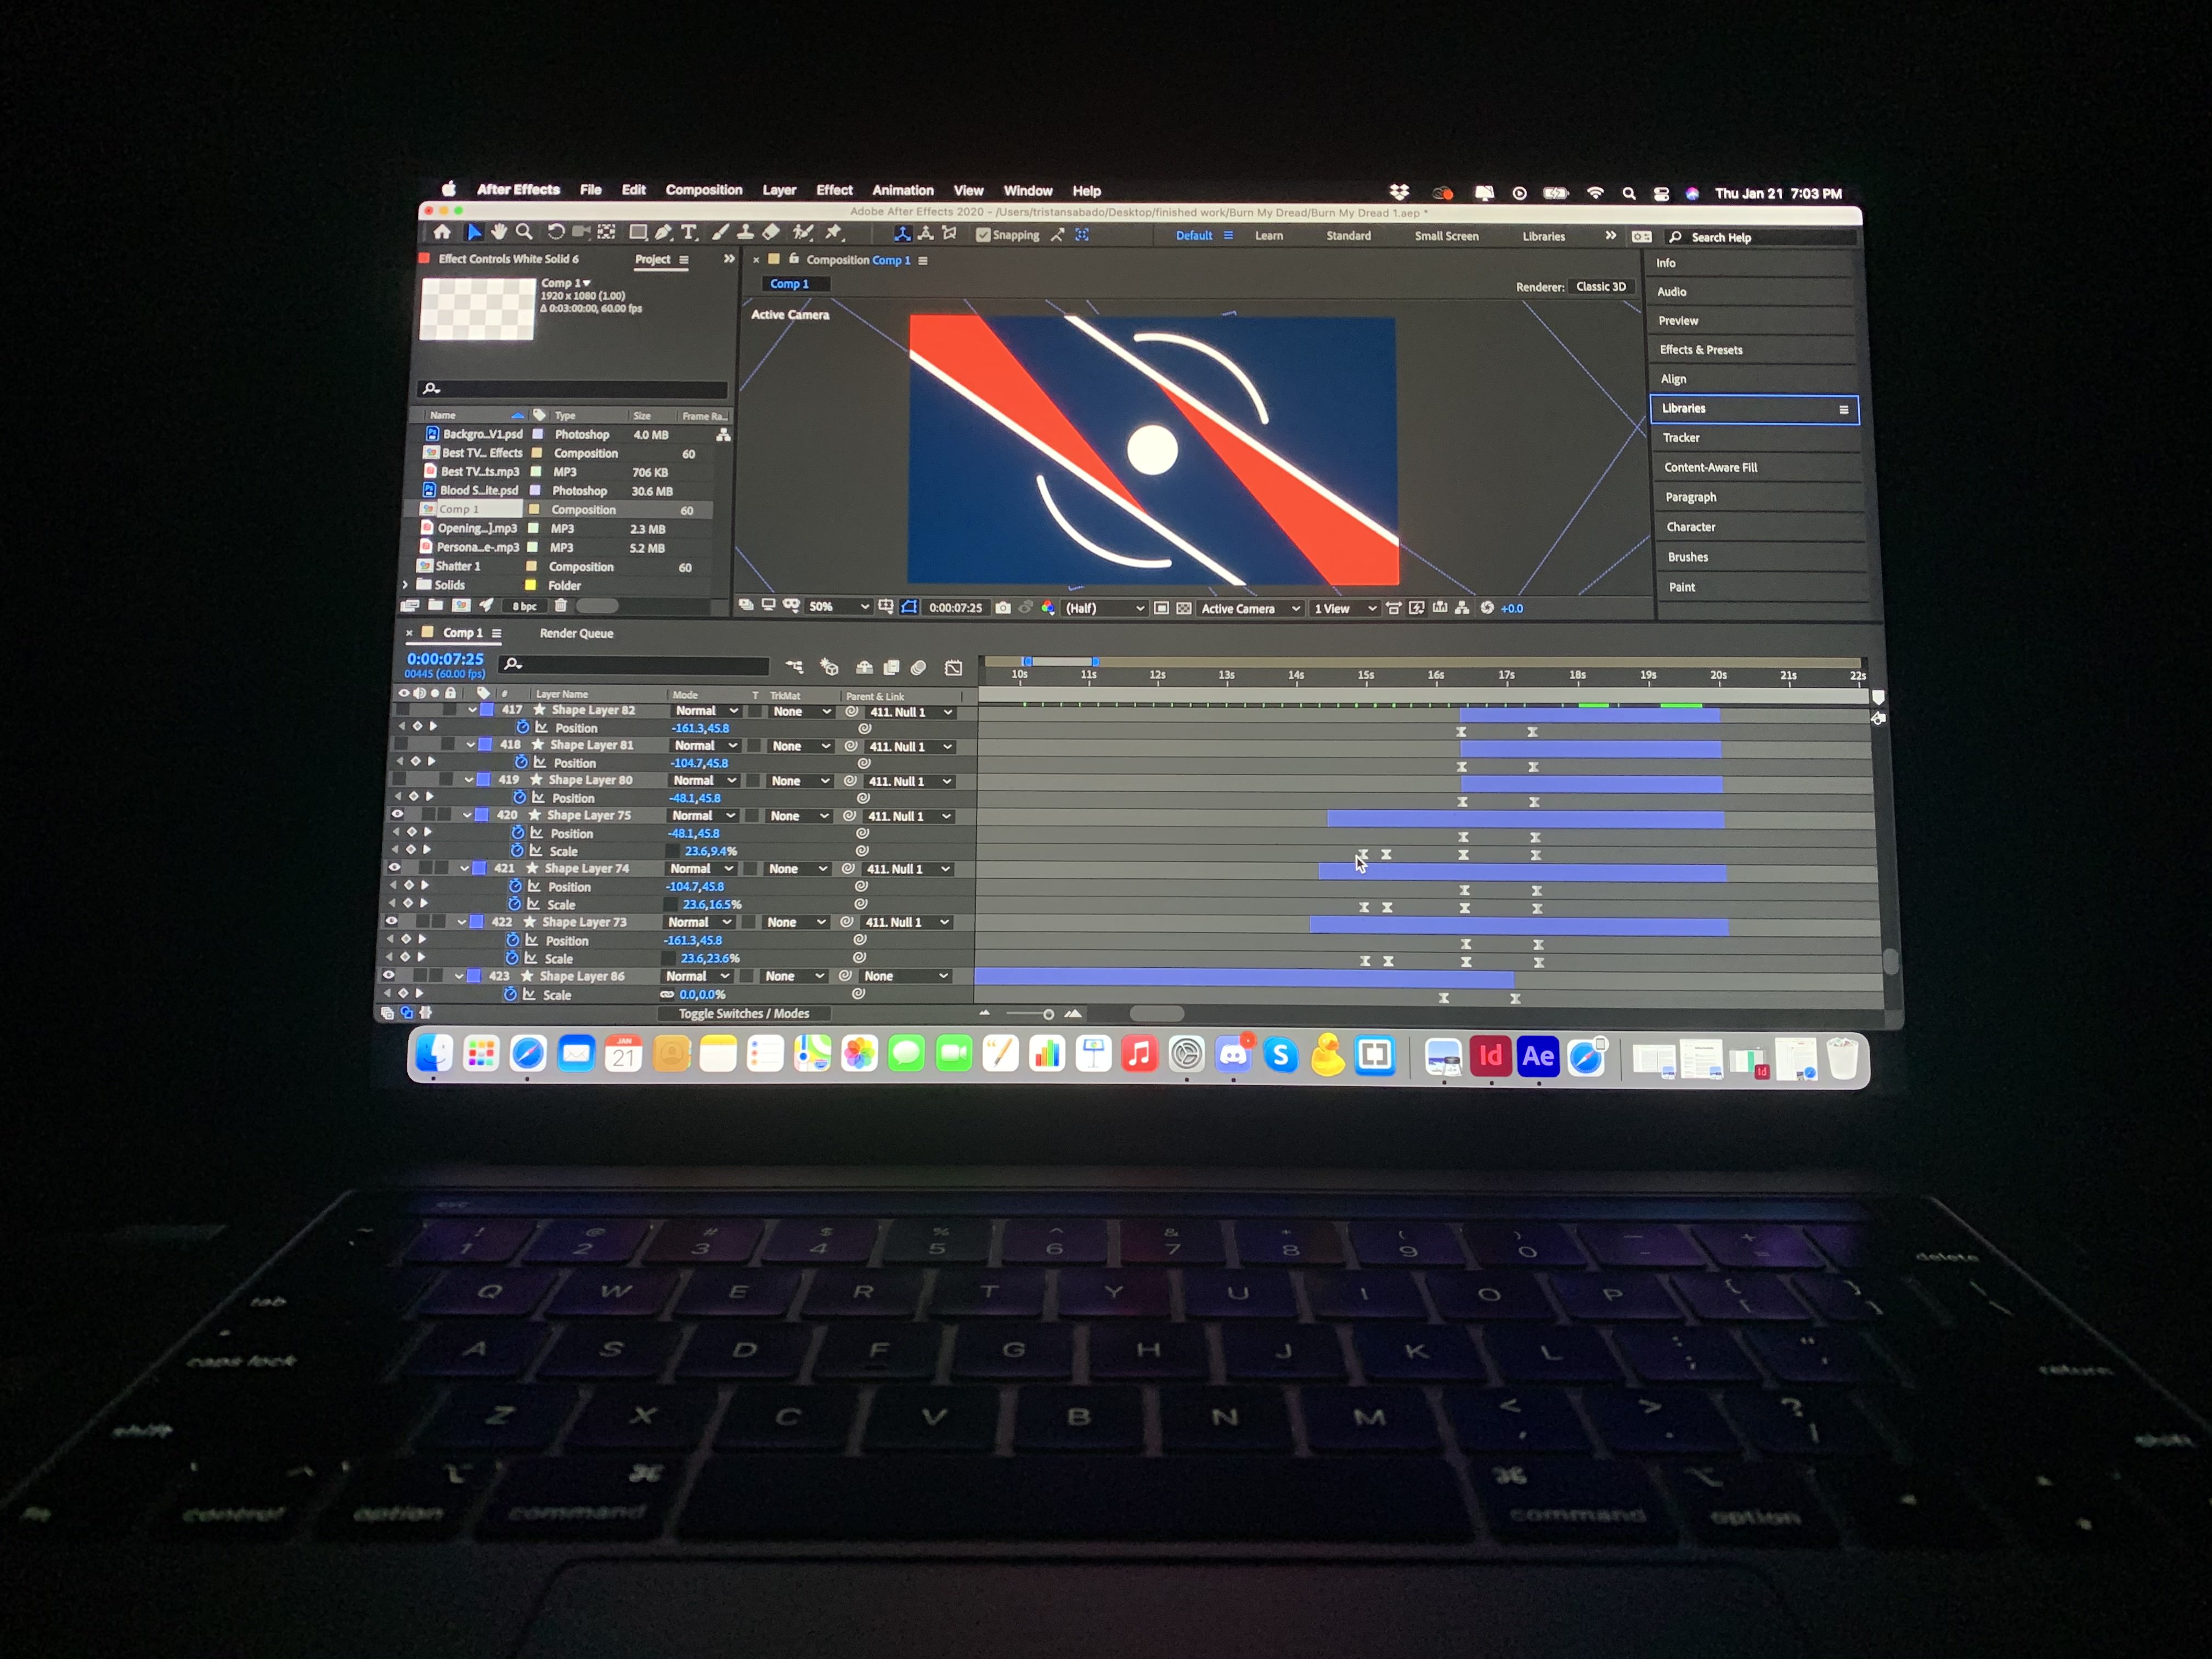 After Effects File Edit Composition Layer Effect Animation View Window Help Thu Jan 21 7:03 PM
Adobe After Effects 2020 - /Users/tristansabado/Desktop/finished work/Burn My Dread/Burn My Dread 1.aep *
Snapping Default Learn Standard Small Screen Libraries Search Help
Effect Controls White Solid 6 Project
Comp 1
1920 x 1080 (1.00)
Δ 0:03:00:00, 60.00 fps
Name Type Size Frame Ra...
Backgro...V1.psd Photoshop 4.0 MB
Best TV... Effects Composition 60
Best TV...ts.mp3 MP3 706 KB
Blood S...ite.psd Photoshop 30.6 MB
Comp 1 Composition 60
Opening...].mp3 MP3 2.3 MB
Persona...e-.mp3 MP3 5.2 MB
Shatter 1 Composition 60
Solids Folder
8 bpc
Composition Comp 1
Comp 1
Renderer: Classic 3D
Active Camera
50% 0:00:07:25 (Half) Active Camera 1 View +0.0
Info
Audio
Preview
Effects & Presets
Align
Libraries
Tracker
Content-Aware Fill
Paragraph
Character
Brushes
Paint
Comp 1 Render Queue
0:00:07:25
00445 (60.00 fps)
10s 11s 12s 13s 14s 15s 16s 17s 18s 19s 20s 21s 22s
# Layer Name Mode T TrkMat Parent & Link
417 Shape Layer 82 Normal None 411. Null 1
Position -161.3,45.8
418 Shape Layer 81 Normal None 411. Null 1
Position -104.7,45.8
419 Shape Layer 80 Normal None 411. Null 1
Position -48.1,45.8
420 Shape Layer 75 Normal None 411. Null 1
Position -48.1,45.8
Scale 23.6,9.4%
421 Shape Layer 74 Normal None 411. Null 1
Position -104.7,45.8
Scale 23.6,16.5%
422 Shape Layer 73 Normal None 411. Null 1
Position -161.3,45.8
Scale 23.6,23.6%
423 Shape Layer 86 Normal None None
Scale 0.0,0.0%
Toggle Switches / Modes
JAN
21
S
Id
Ae
Id
esc
! @ # $ % ^ & * ( ) _ +
1 2 3 4 5 6 7 8 9 0 - = delete
tab Q W E R T Y U I O P { [ } ] \
caps lock A S D F G H J K L : ; " ' return
shift Z X C V B N M < , > . ? / shift
fn control option ⌥ command ⌘ ⌘ command ⌥ option